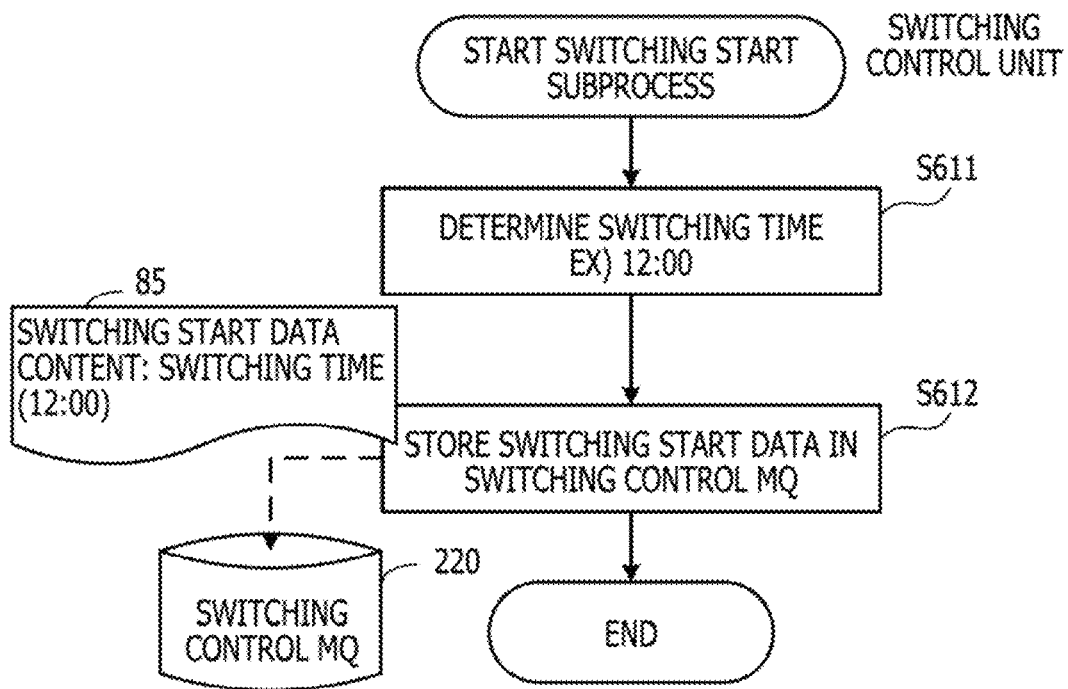 START SWITCHING START
SUBPROCESS
SWITCHING
CONTROL UNIT
S611
DETERMINE SWITCHING TIME
EX) 12:00
85
SWITCHING START DATA
CONTENT: SWITCHING TIME
(12:00)
S612
STORE SWITCHING START DATA IN
SWITCHING CONTROL MQ
220
SWITCHING
CONTROL MQ
END